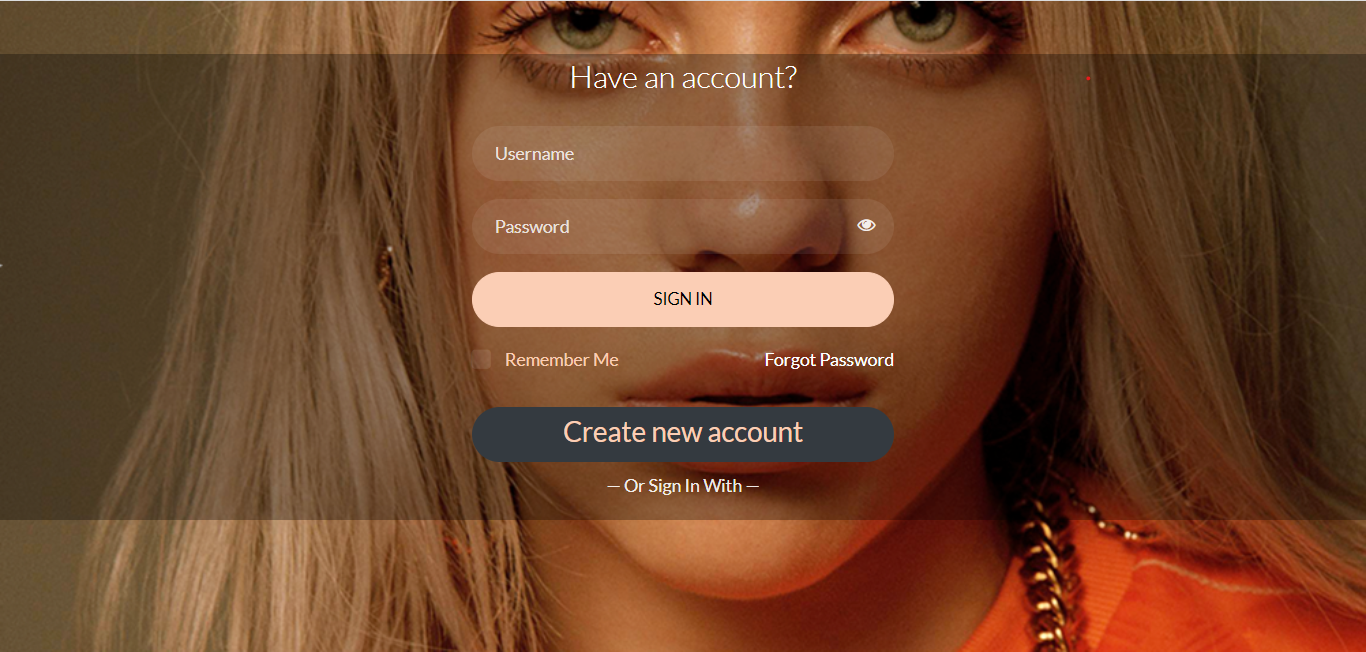 Have an account?
Username
Password
SIGN IN
Remember Me
Forgot Password
Create new account
— Or Sign In With —